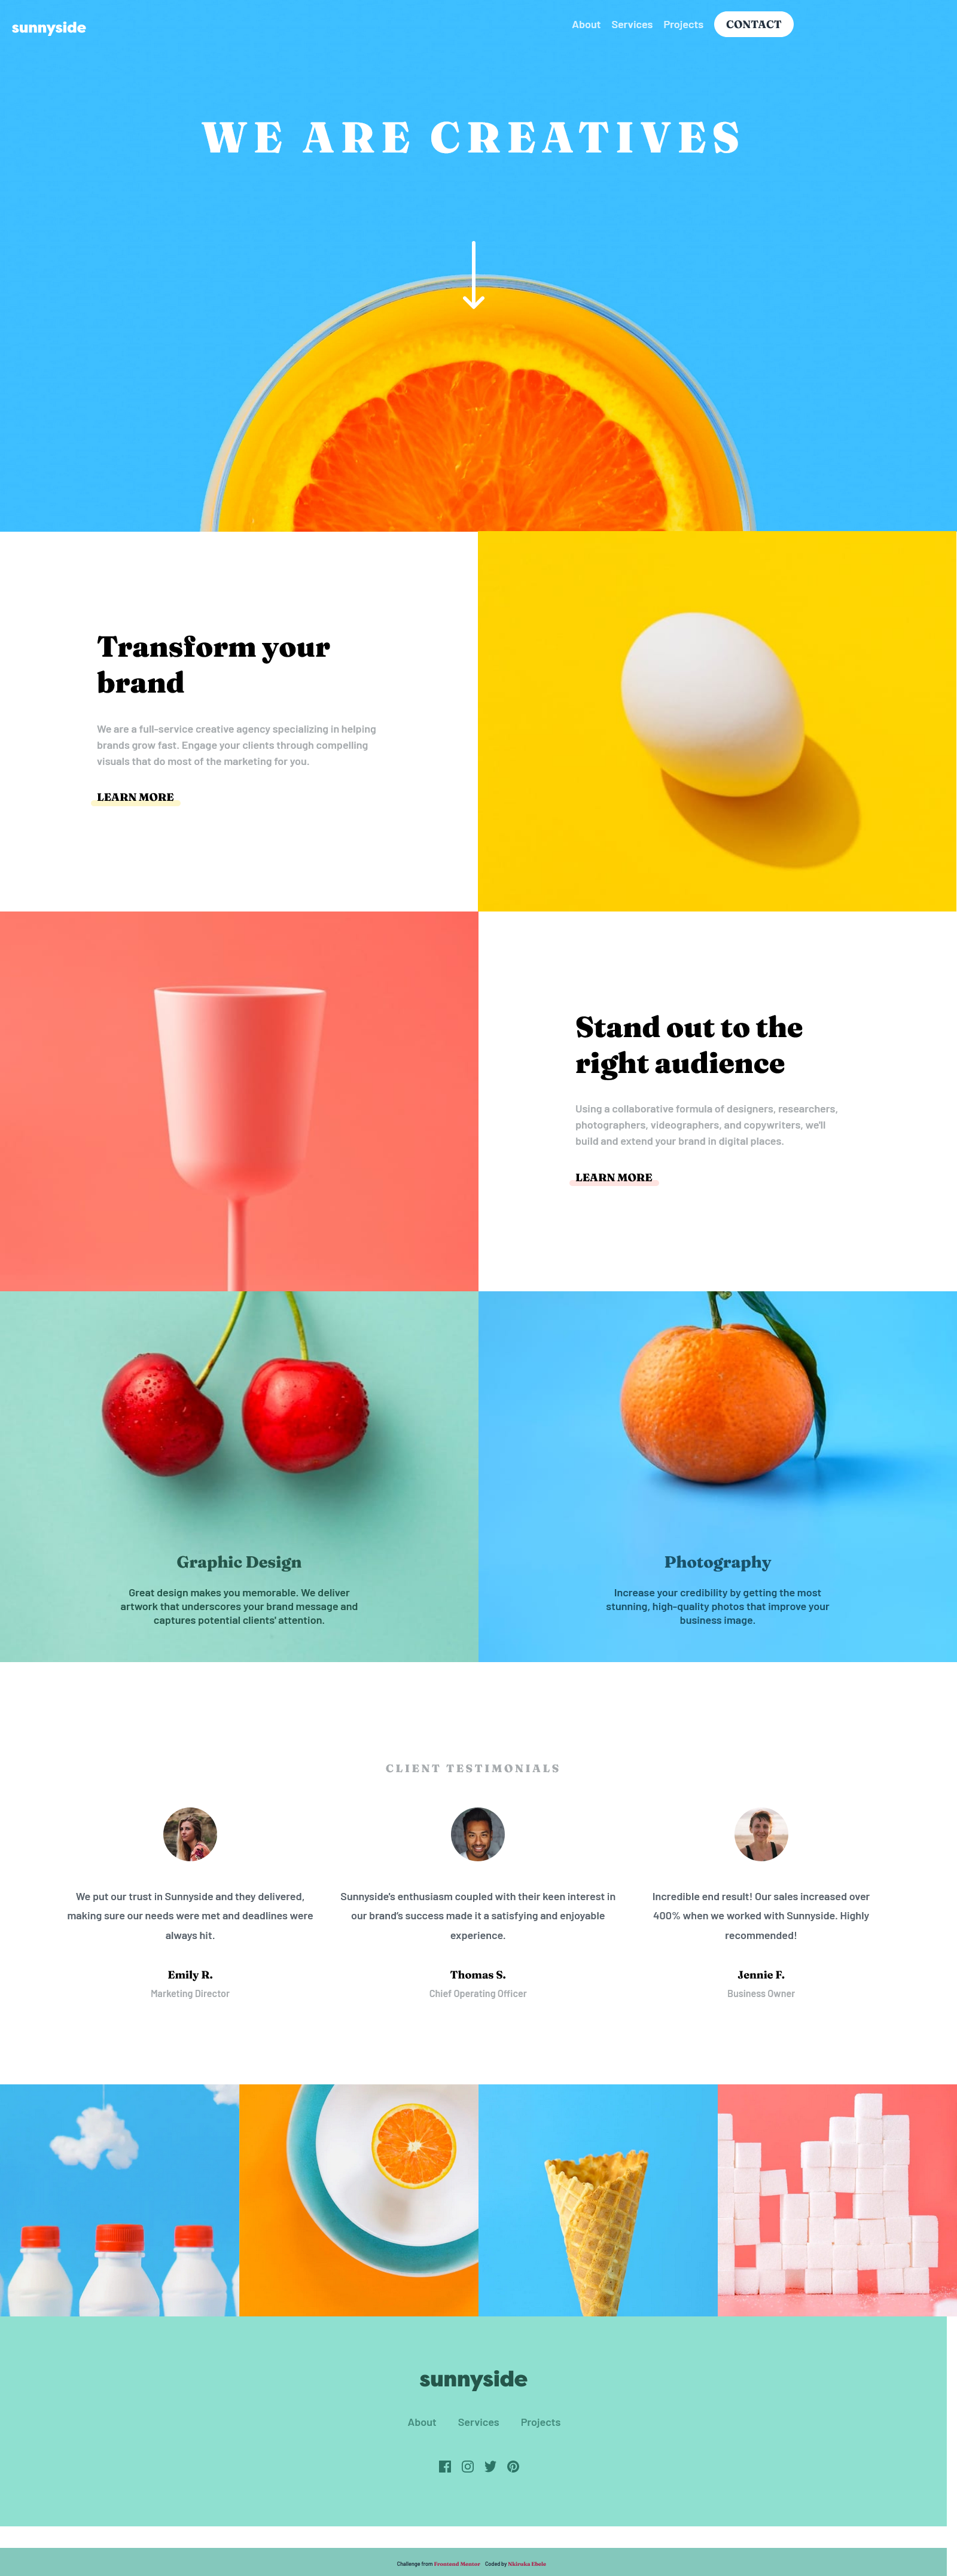 sunnyside
About Services Projects CONTACT
WE ARE CREATIVES
Transform your
brand
We are a full-service creative agency specializing in helping
brands grow fast. Engage your clients through compelling
visuals that do most of the marketing for you.
LEARN MORE
Stand out to the
right audience
Using a collaborative formula of designers, researchers,
photographers, videographers, and copywriters, we'll
build and extend your brand in digital places.
LEARN MORE
Graphic Design
Great design makes you memorable. We deliver
artwork that underscores your brand message and
captures potential clients' attention.
Photography
Increase your credibility by getting the most
stunning, high-quality photos that improve your
business image.
CLIENT TESTIMONIALS
We put our trust in Sunnyside and they delivered,
making sure our needs were met and deadlines were
always hit.
Emily R.
Marketing Director
Sunnyside's enthusiasm coupled with their keen interest in
our brand's success made it a satisfying and enjoyable
experience.
Thomas S.
Chief Operating Officer
Incredible end result! Our sales increased over
400% when we worked with Sunnyside. Highly
recommended!
Jennie F.
Business Owner
sunnyside
About Services Projects
Challenge from Frontend Mentor Coded by Nkiruka Ebele